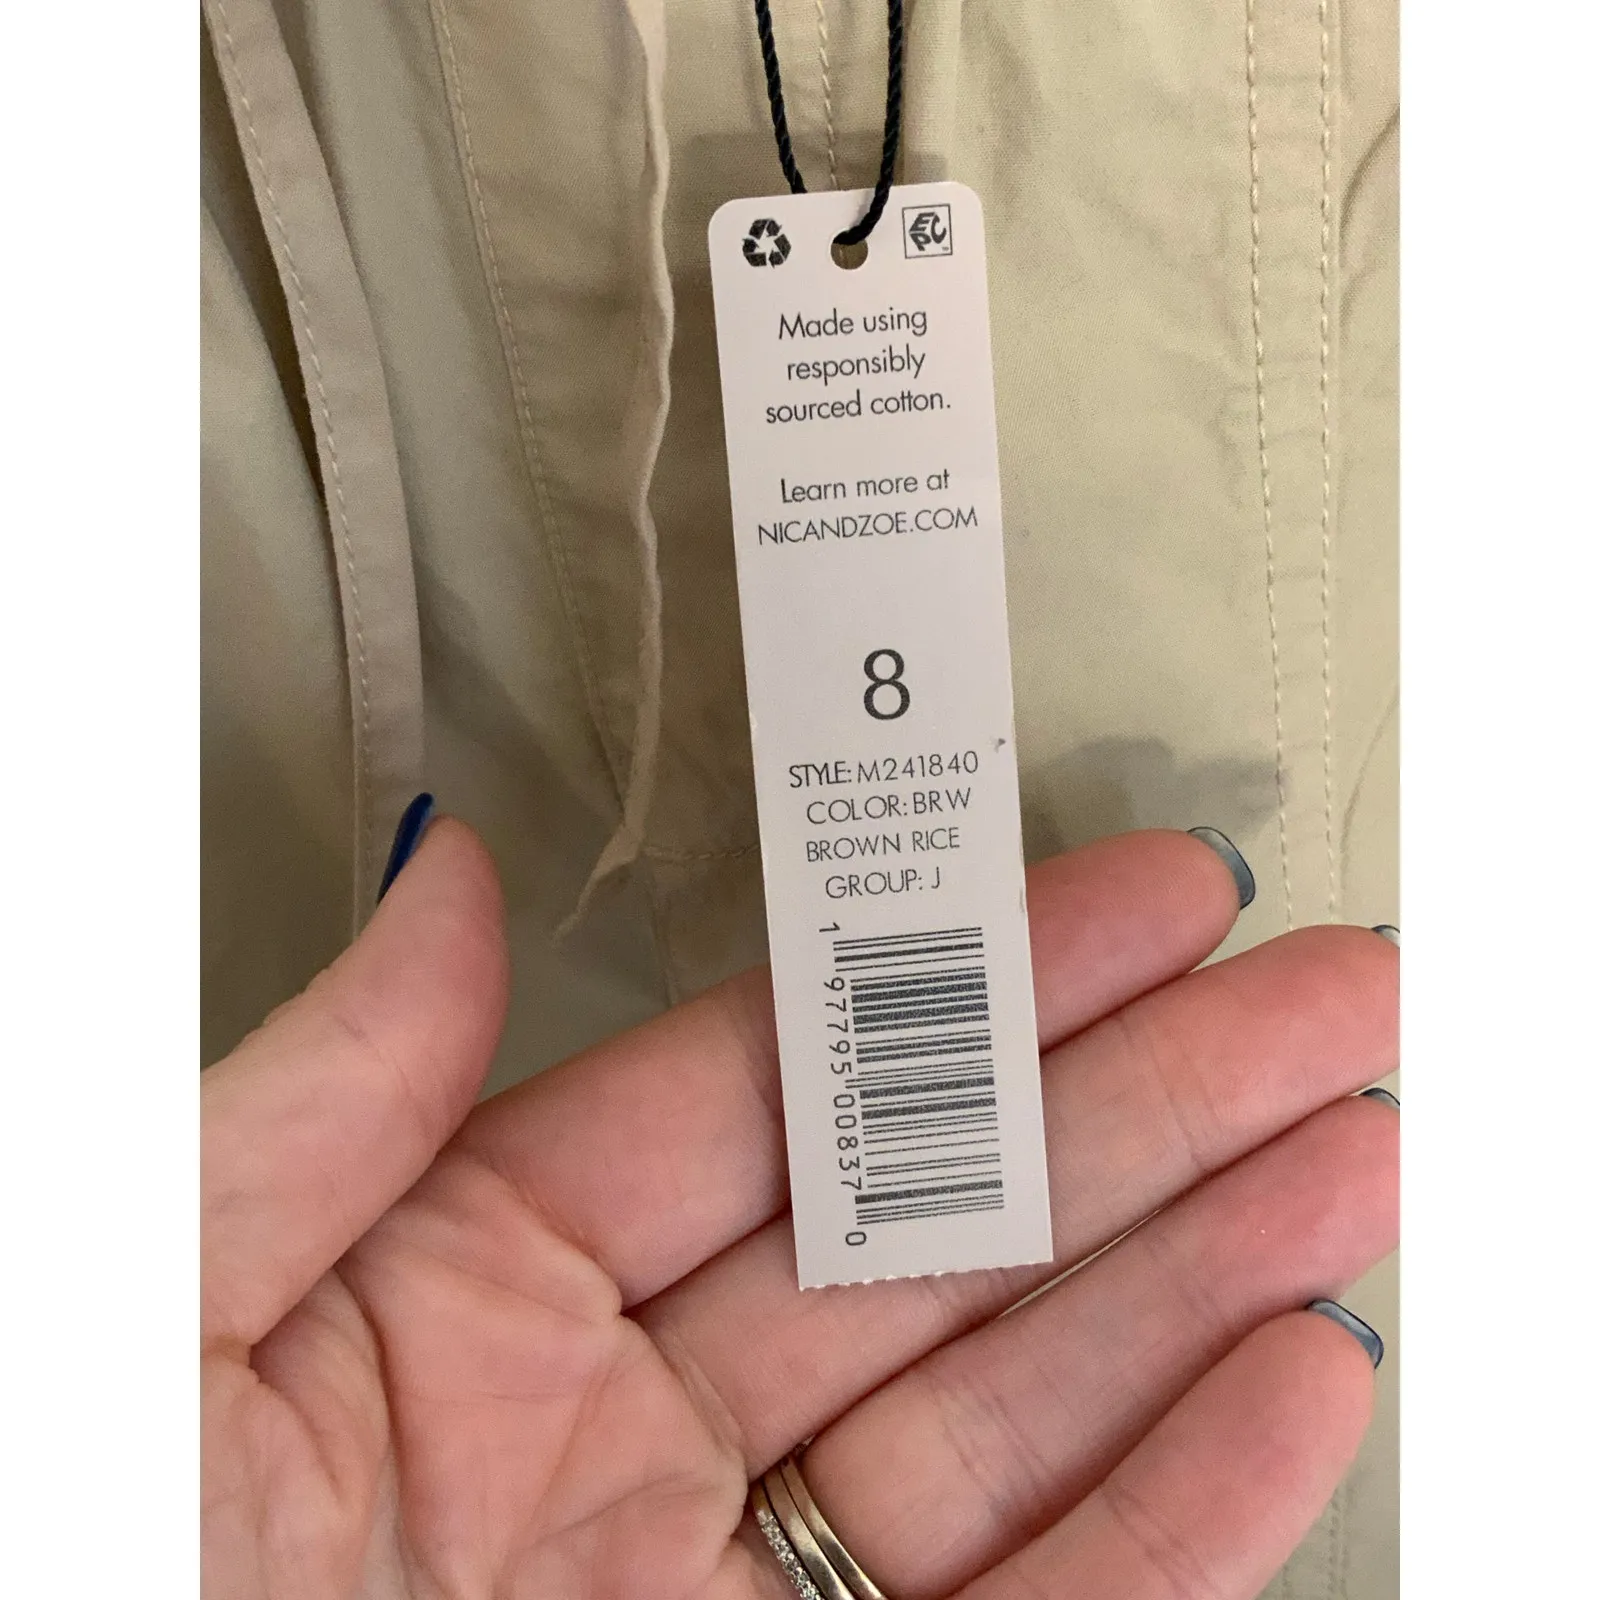 EPC
Made using
responsibly
sourced cotton.
Learn more at
NICANDZOE.COM
8
STYLE: M241840
COLOR: BRW
BROWN RICE
GROUP: J
1 97795 00837 0